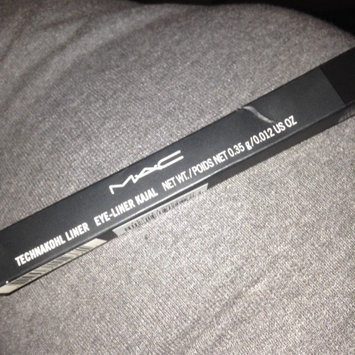 MAC
TECHNAKOHL LINER EYE-LINER KAJAL NET WT./POIDS NET 0.35 g/0.012 US OZ